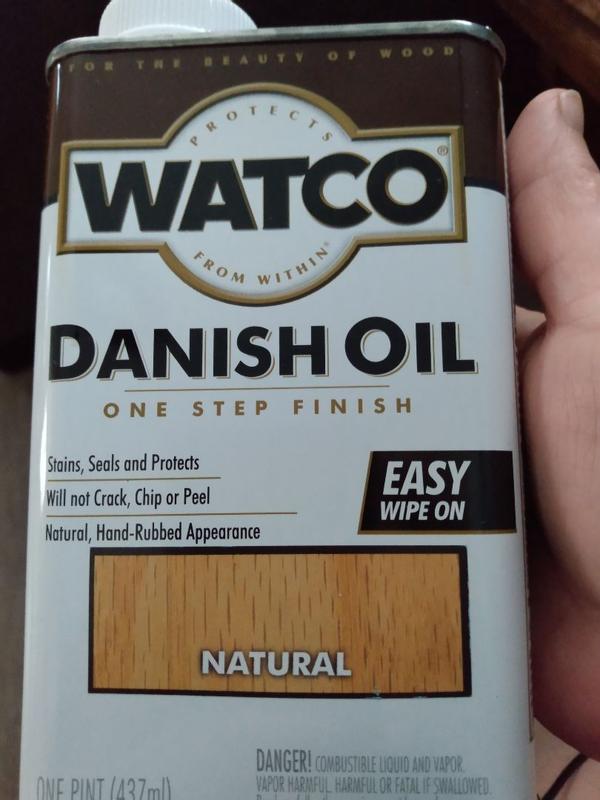 FOR THE BEAUTY OF WOOD
PROTECTS
WATCO®
FROM WITHIN®
DANISH OIL
ONE STEP FINISH
Stains, Seals and Protects
Will not Crack, Chip or Peel
Natural, Hand-Rubbed Appearance
EASY
WIPE ON
NATURAL
DANGER! COMBUSTIBLE LIQUID AND VAPOR.
VAPOR HARMFUL. HARMFUL OR FATAL IF SWALLOWED.
ONE PINT (437ml)